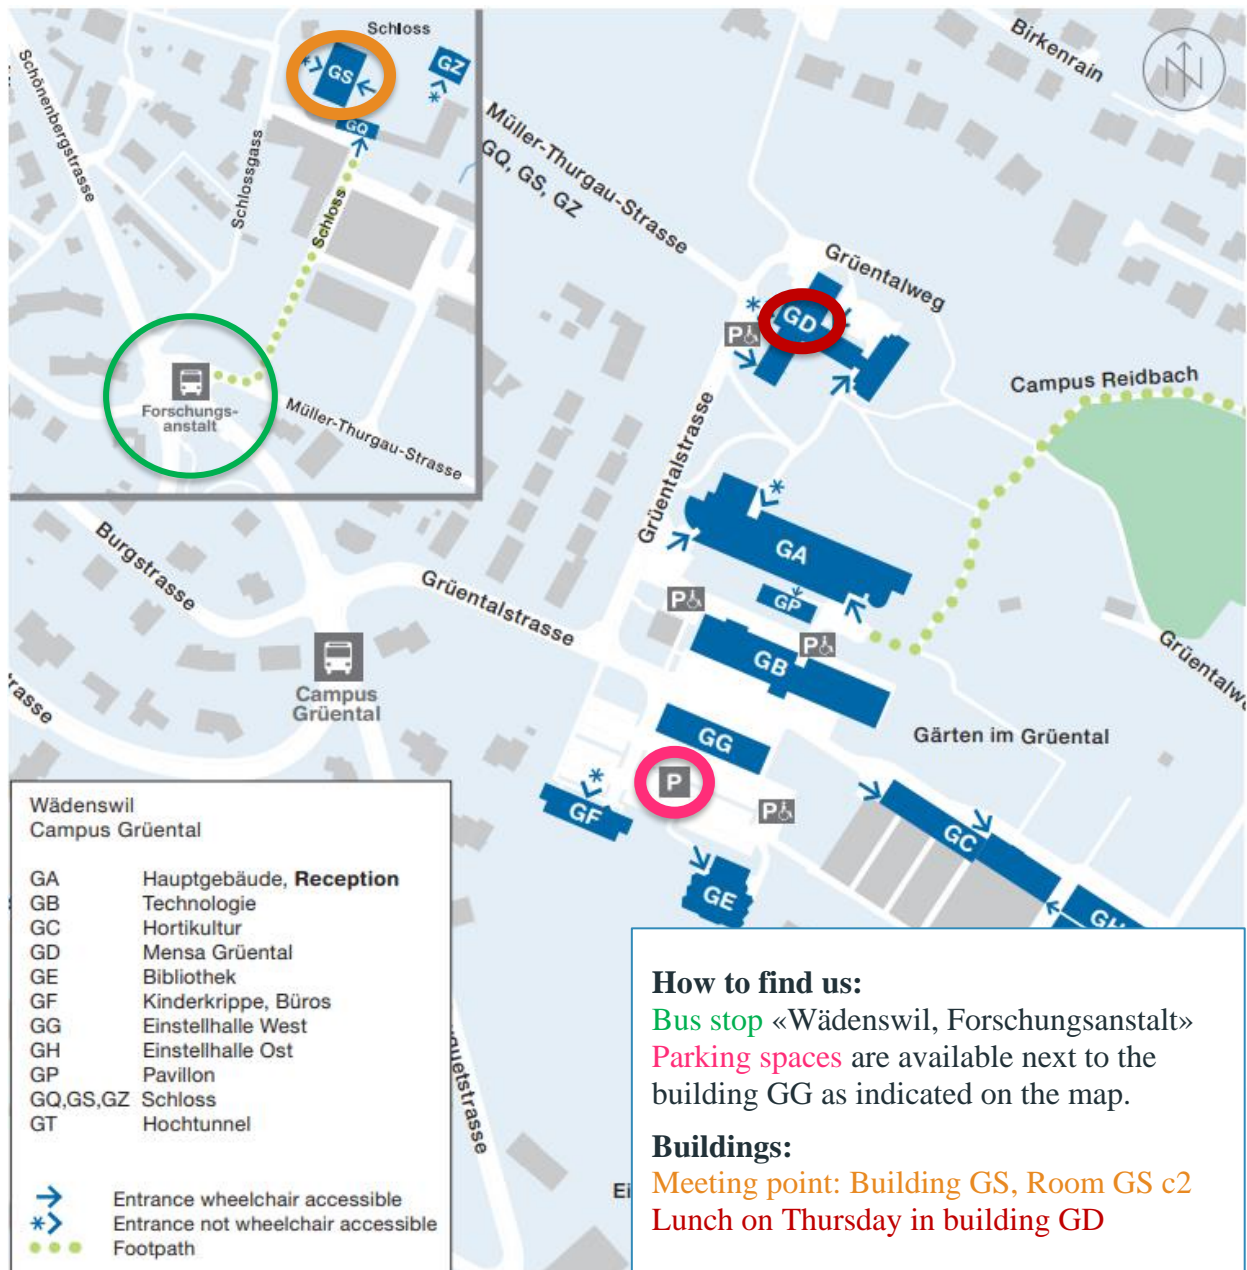 Schloss
GS
GZ
GQ
Schönenbergstrasse
Schlossgass
Schloss
Forschungs-
anstalt
Müller-Thurgau-Strasse
Birkenrain
N
Müller-Thurgau-Strasse
GQ, GS, GZ
Grüentalweg
GD
P
Campus Reidbach
Grüentalstrasse
GA
GP
P
P
GB
Burgstrasse
Grüentalstrasse
Campus
Grüental
rasse
Grüentalwe
Gärten im Grüental
GG
P
P
GF
GE
GC
GH
Wädenswil
Campus Grüental
GA Hauptgebäude, Reception
GB Technologie
GC Hortikultur
GD Mensa Grüental
GE Bibliothek
GF Kinderkrippe, Büros
GG Einstellhalle West
GH Einstellhalle Ost
GP Pavillon
GQ,GS,GZ Schloss
GT Hochtunnel
Entrance wheelchair accessible
* Entrance not wheelchair accessible
Footpath
uguetstrasse
Ei
How to find us:
Bus stop «Wädenswil, Forschungsanstalt»
Parking spaces are available next to the
building GG as indicated on the map.
Buildings:
Meeting point: Building GS, Room GS c2
Lunch on Thursday in building GD